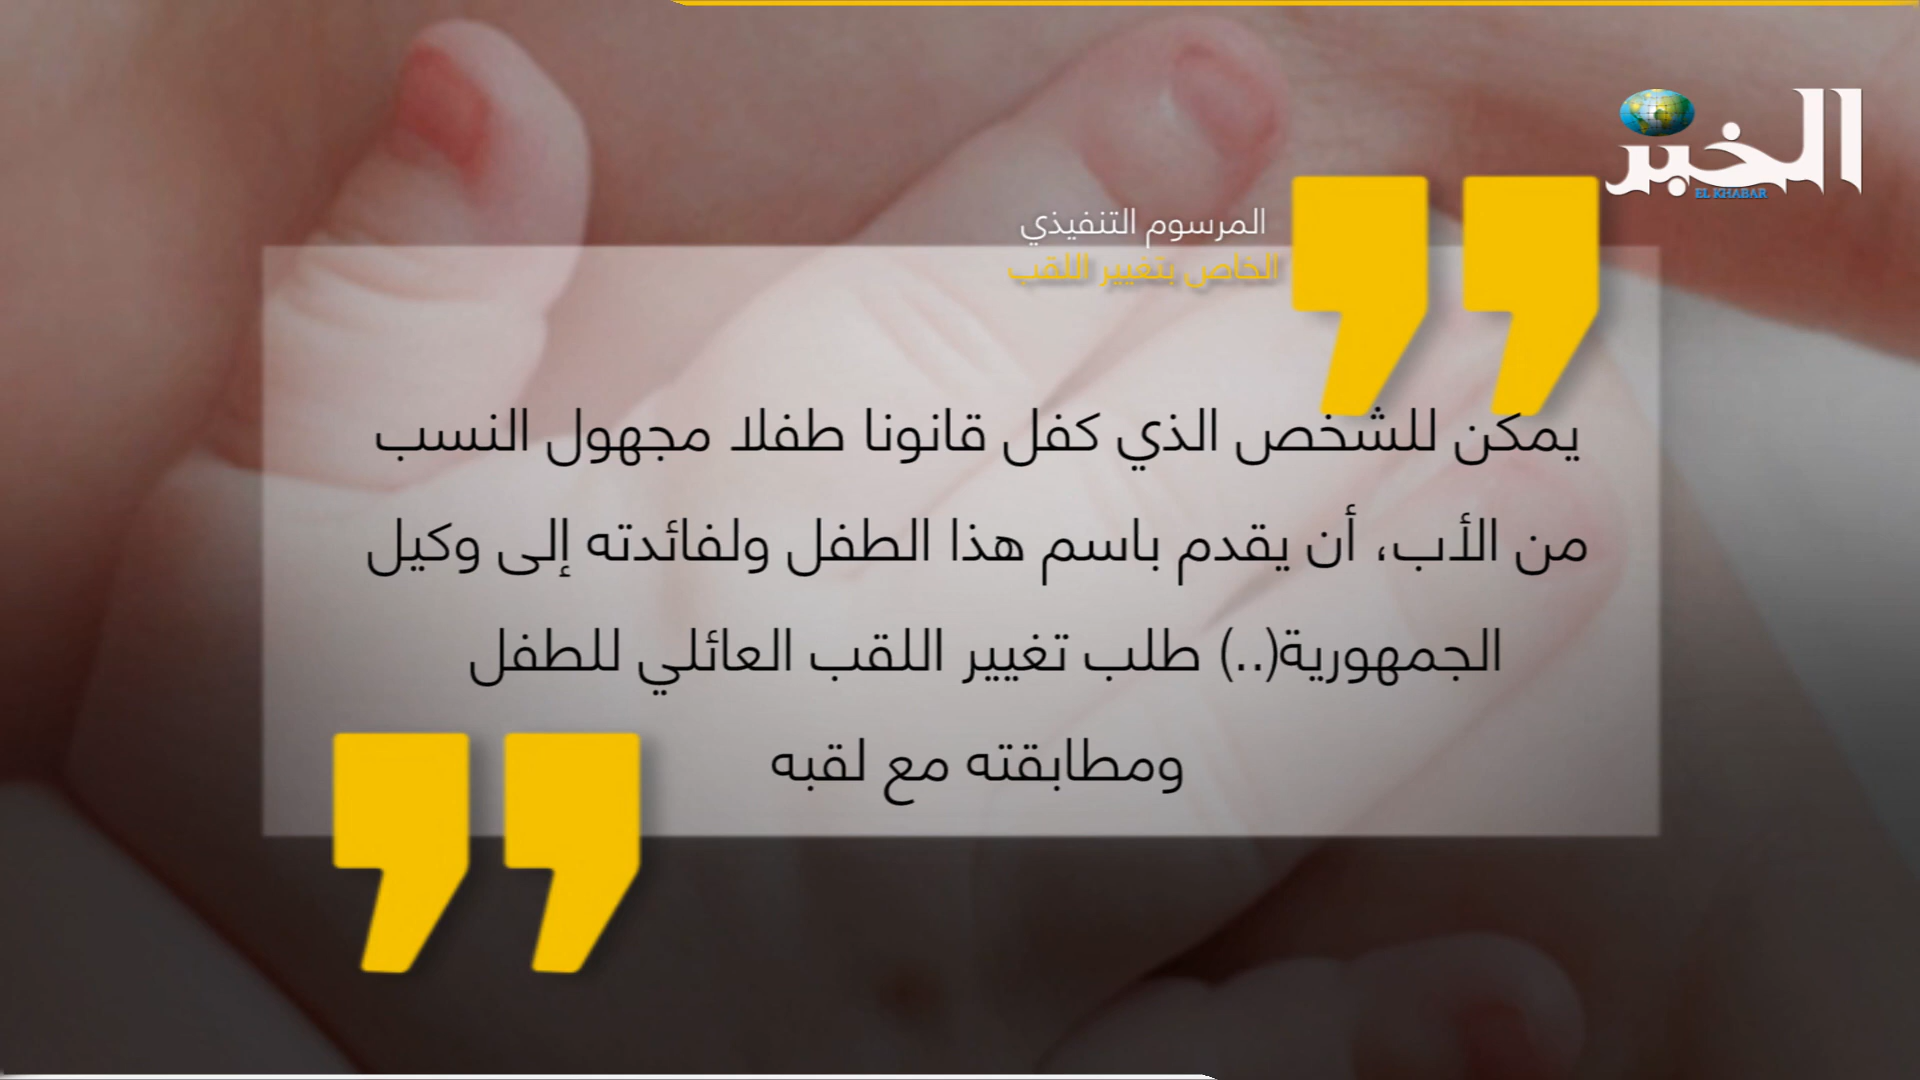 الخبر
EL KHABAR
المرسوم التنفيذي
الخاص بتغيير اللقب
يمكن للشخص الذي كفل قانونا طفلا مجهول النسب
من الأب، أن يقدم باسم هذا الطفل ولفائدته إلى وكيل
الجمهورية(..) طلب تغيير اللقب العائلي للطفل
ومطابقته مع لقبه